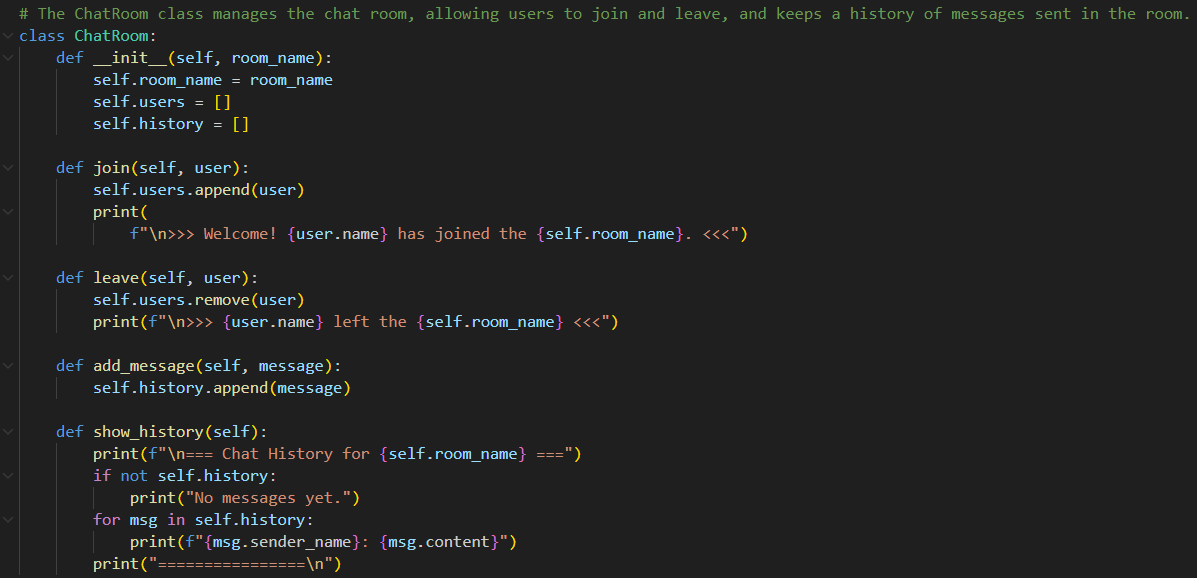 # The ChatRoom class manages the chat room, allowing users to join and leave, and keeps a history of messages sent in the room.
class ChatRoom:
    def __init__(self, room_name):
        self.room_name = room_name
        self.users = []
        self.history = []

    def join(self, user):
        self.users.append(user)
        print(
            f"\n>>> Welcome! {user.name} has joined the {self.room_name}. <<<")

    def leave(self, user):
        self.users.remove(user)
        print(f"\n>>> {user.name} left the {self.room_name} <<<")

    def add_message(self, message):
        self.history.append(message)

    def show_history(self):
        print(f"\n=== Chat History for {self.room_name} ===")
        if not self.history:
            print("No messages yet.")
        for msg in self.history:
            print(f"{msg.sender_name}: {msg.content}")
        print("================\n")